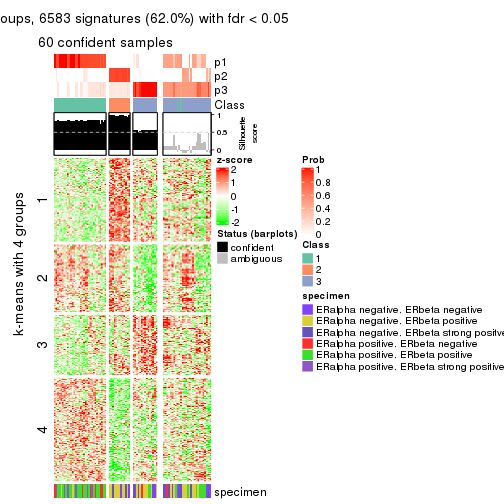 oups, 6583 signatures (62.0%) with fdr < 0.05
60 confident samples
p1
p2
p3
Class
1
0.5
0
Silhouette
score
z-score
2
1
0
-1
-2
Prob
1
0.8
0.6
0.4
0.2
0
Status (barplots)
confident
ambiguous
Class
1
2
3
specimen
ERalpha negative. ERbeta negative
ERalpha negative. ERbeta positive
ERalpha negative. ERbeta strong positive
ERalpha positive. ERbeta negative
ERalpha positive. ERbeta positive
ERalpha positive. ERbeta strong positive
k-means with 4 groups
1
2
3
4
specimen